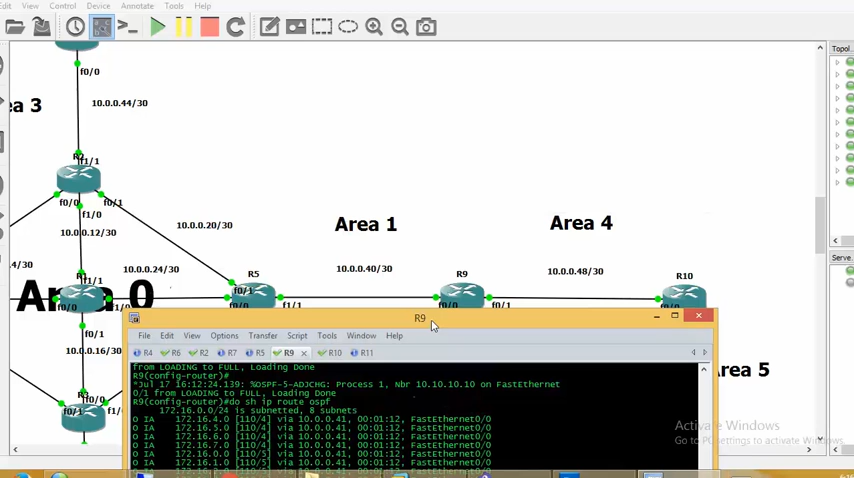 Edit View Control Device Annotate Tools Help
Topol..
f0/0
ea 3
10.0.0.44/30
f1/1
R2
f0/0 f0/1
f1/0
10.0.0.12/30
10.0.0.20/30
Area 1
Area 4
4/30
10.0.0.24/30
10.0.0.40/30
10.0.0.48/30
R1
f1/1
R5
R9
R10
Area 0
f0/0
f0/1
f0/0
f1/1
f0/0
f0/1
f0/0
Serve..
R9
f0/1
10.0.0.16/30
File Edit View Options Transfer Script Tools Window Help
R4 R6 R2 R7 R5 R9 R10 R11
from LOADING to FULL, Loading Done
R9(config-router)#
*Jul 17 16:12:24.139: %OSPF-5-ADJCHG: Process 1, Nbr 10.10.10.10 on FastEthernet
0/1 from LOADING to FULL, Loading Done
R9(config-router)#do sh ip route ospf
172.16.0.0/24 is subnetted, 8 subnets
O IA 172.16.4.0 [110/4] via 10.0.0.41, 00:01:12, FastEthernet0/0
O IA 172.16.5.0 [110/4] via 10.0.0.41, 00:01:12, FastEthernet0/0
O IA 172.16.6.0 [110/4] via 10.0.0.41, 00:01:12, FastEthernet0/0
O IA 172.16.7.0 [110/4] via 10.0.0.41, 00:01:12, FastEthernet0/0
O IA 172.16.0.0 [110/5] via 10.0.0.41, 00:01:12, FastEthernet0/0
O IA 172.16.1.0 [110/5] via 10.0.0.41, 00:01:12, FastEthernet0/0
rea 5
f0/0
f0/1
Activate Windows
Go to PC settings to activate Windows.